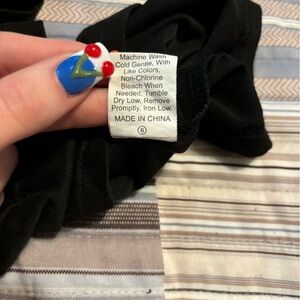 Machine Wash
Cold Gentle, With
Like Colors,
Non-Chlorine
Bleach When
Needed, Tumble
Dry Low, Remove
Promptly, Iron Low.
MADE IN CHINA
6